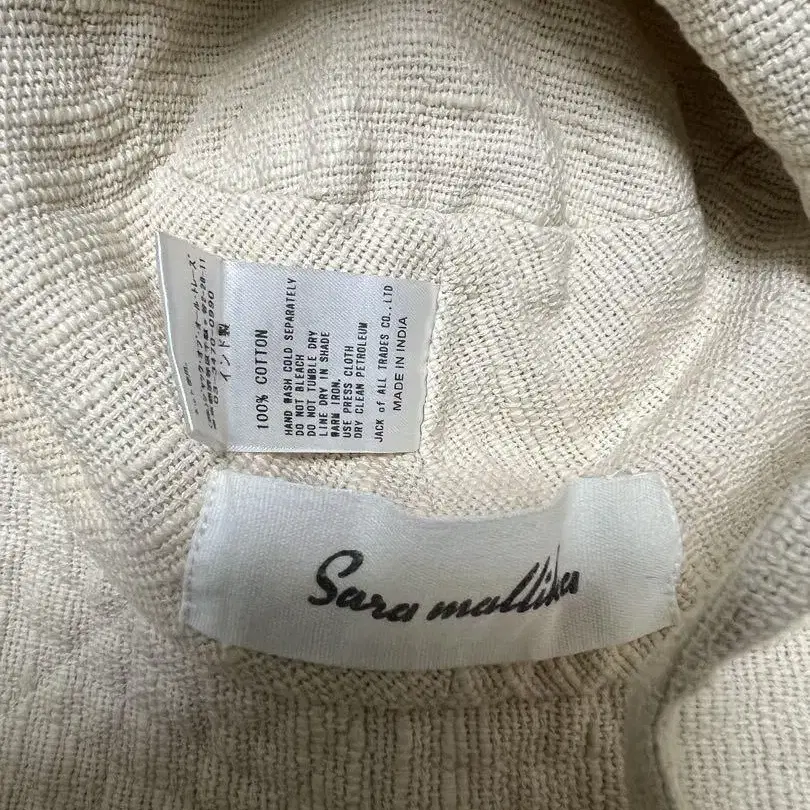 インド製
100% COTTON
HAND WASH COLD SEPARATELY
DO NOT BLEACH
DO NOT TUMBLE DRY
LINE DRY IN SHADE
WARM IRON.
USE PRESS CLOTH
DRY CLEAN PETROLEUM
JACK of ALL TRADES CO.,LTD
MADE IN INDIA
Sara mallika